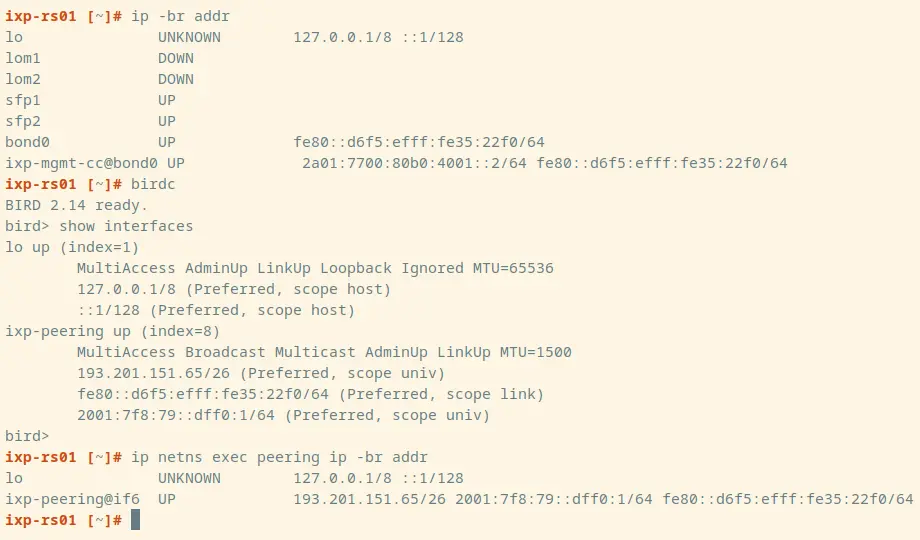 ixp-rs01 [~]# ip -br addr
lo               UNKNOWN        127.0.0.1/8 ::1/128
lom1             DOWN
lom2             DOWN
sfp1             UP
sfp2             UP
bond0            UP             fe80::d6f5:efff:fe35:22f0/64
ixp-mgmt-cc@bond0 UP             2a01:7700:80b0:4001::2/64 fe80::d6f5:efff:fe35:22f0/64
ixp-rs01 [~]# birdc
BIRD 2.14 ready.
bird> show interfaces
lo up (index=1)
        MultiAccess AdminUp LinkUp Loopback Ignored MTU=65536
        127.0.0.1/8 (Preferred, scope host)
        ::1/128 (Preferred, scope host)
ixp-peering up (index=8)
        MultiAccess Broadcast Multicast AdminUp LinkUp MTU=1500
        193.201.151.65/26 (Preferred, scope univ)
        fe80::d6f5:efff:fe35:22f0/64 (Preferred, scope link)
        2001:7f8:79::dff0:1/64 (Preferred, scope univ)
bird>
ixp-rs01 [~]# ip netns exec peering ip -br addr
lo               UNKNOWN        127.0.0.1/8 ::1/128
ixp-peering@if6  UP             193.201.151.65/26 2001:7f8:79::dff0:1/64 fe80::d6f5:efff:fe35:22f0/64
ixp-rs01 [~]#